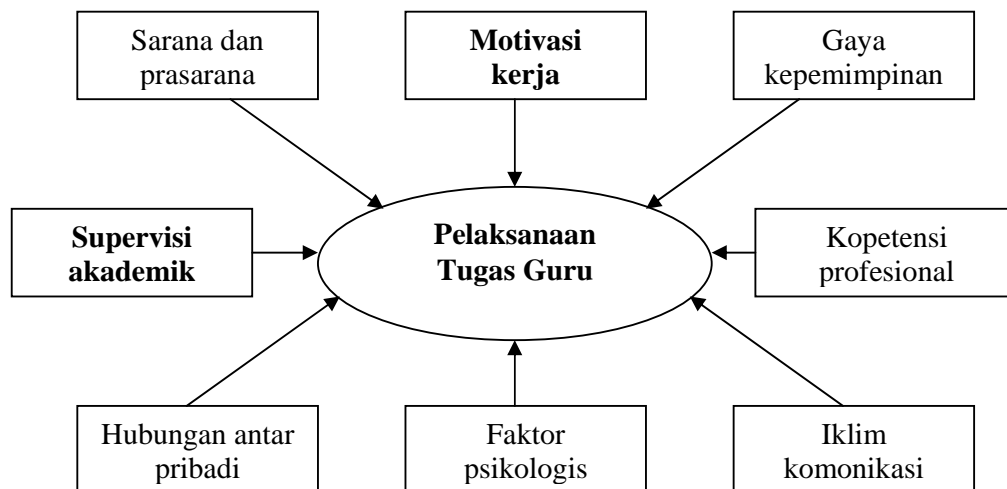 Sarana dan
prasarana
Motivasi
kerja
Gaya
kepemimpinan
Supervisi
akademik
Pelaksanaan
Tugas Guru
Kopetensi
profesional
Hubungan antar
pribadi
Faktor
psikologis
Iklim
komonikasi